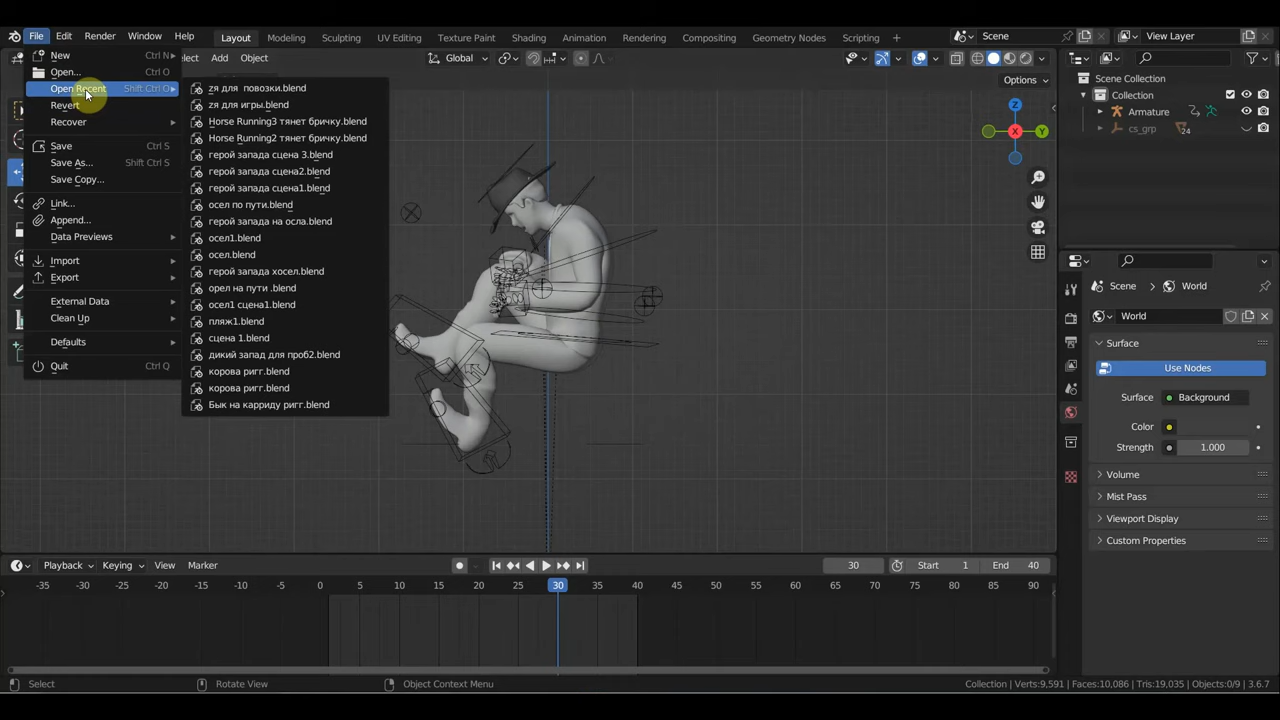 File Edit Render Window Help Layout Modeling Sculpting UV Editing Texture Paint Shading Animation Rendering Compositing Geometry Nodes Scripting + Scene View Layer
lect Add Object Global
Options
New Ctrl N
Open... Ctrl O
Open Recent Shift Ctrl O
Revert
Recover
Save Ctrl S
Save As... Shift Ctrl S
Save Copy...
Link...
Append...
Data Previews
Import
Export
External Data
Clean Up
Defaults
Quit Ctrl Q
zя для повозки.blend
zя для игры.blend
Horse Running3 тянет бричку.blend
Horse Running2 тянет бричку.blend
герой запада сцена 3.blend
герой запада сцена2.blend
герой запада сцена1.blend
осел по пути.blend
герой запада на осла.blend
осел1.blend
осел.blend
герой запада хосел.blend
орел на пути .blend
осел1 сцена1.blend
пляж1.blend
сцена 1.blend
дикий запад для проб2.blend
корова ригг.blend
корова ригг.blend
Бык на карриду ригг.blend
Z
X
Y
Scene Collection
Collection
Armature
cs_grp 24
Scene World
World
Surface
Use Nodes
Surface Background
Color
Strength 1.000
Volume
Mist Pass
Viewport Display
Custom Properties
Playback Keying View Marker 30 Start 1 End 40
-35 -30 -25 -20 -15 -10 -5 0 5 10 15 20 25 30 35 40 45 50 55 60 65 70 75 80 85 90
Select Rotate View Object Context Menu Collection | Verts:9,591 | Faces:10,086 | Tris:19,035 | Objects:0/9 | 3.6.7